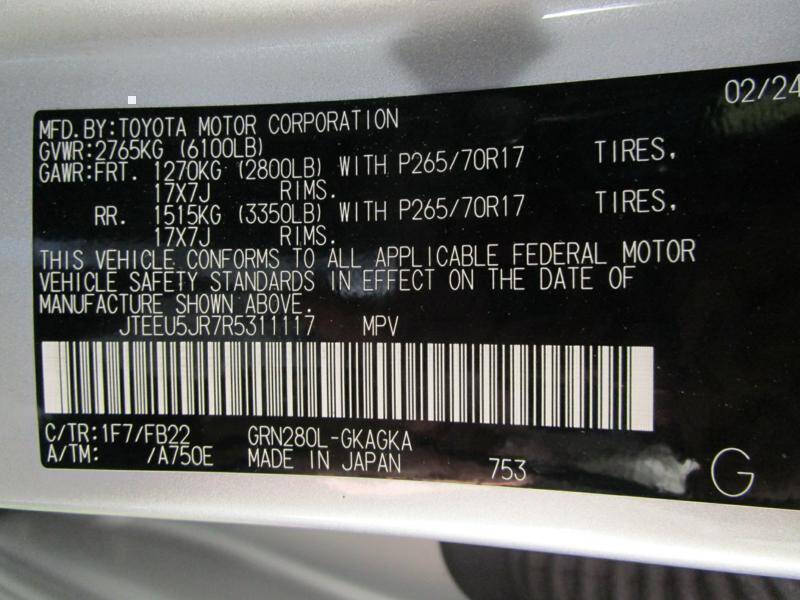 02/24
MFD.BY:TOYOTA MOTOR CORPORATION
GVWR:2765KG (6100LB)
GAWR:FRT. 1270KG (2800LB) WITH P265/70R17 TIRES,
17X7J RIMS.
RR. 1515KG (3350LB) WITH P265/70R17 TIRES,
17X7J RIMS.
THIS VEHICLE CONFORMS TO ALL APPLICABLE FEDERAL MOTOR
VEHICLE SAFETY STANDARDS IN EFFECT ON THE DATE OF
MANUFACTURE SHOWN ABOVE.
JTEEU5JR7R5311117 MPV
C/TR:1F7/FB22 GRN280L-GKAGKA
A/TM: /A750E MADE IN JAPAN 753
G